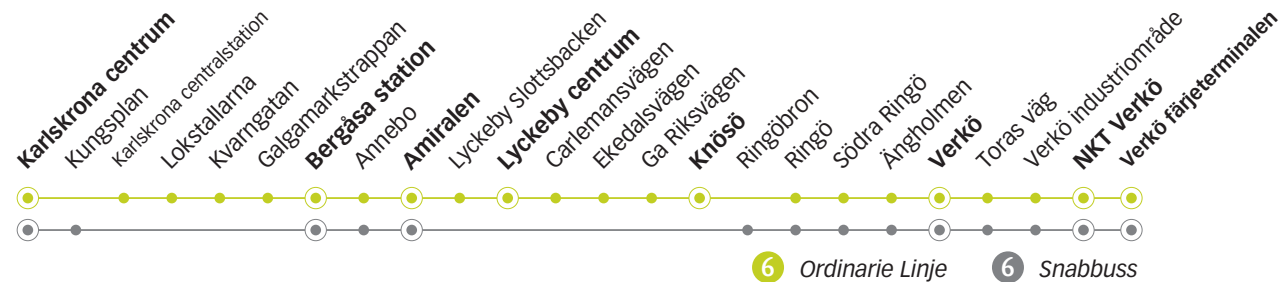 Karlskrona centrum
Kungsplan
Karlskrona centralstation
Lokstallarna
Kvarngatan
Galgamarkstrappan
Bergåsa station
Annebo
Amiralen
Lyckeby Slottsbacken
Lyckeby centrum
Carlemansvägen
Ekedalsvägen
Ga Riksvägen
Knösö
Ringöbron
Ringö
Södra Ringö
Ängholmen
Verkö
Toras väg
Verkö industriområde
NKT Verkö
Verkö färjeterminalen
6 Ordinarie Linje 6 Snabbuss